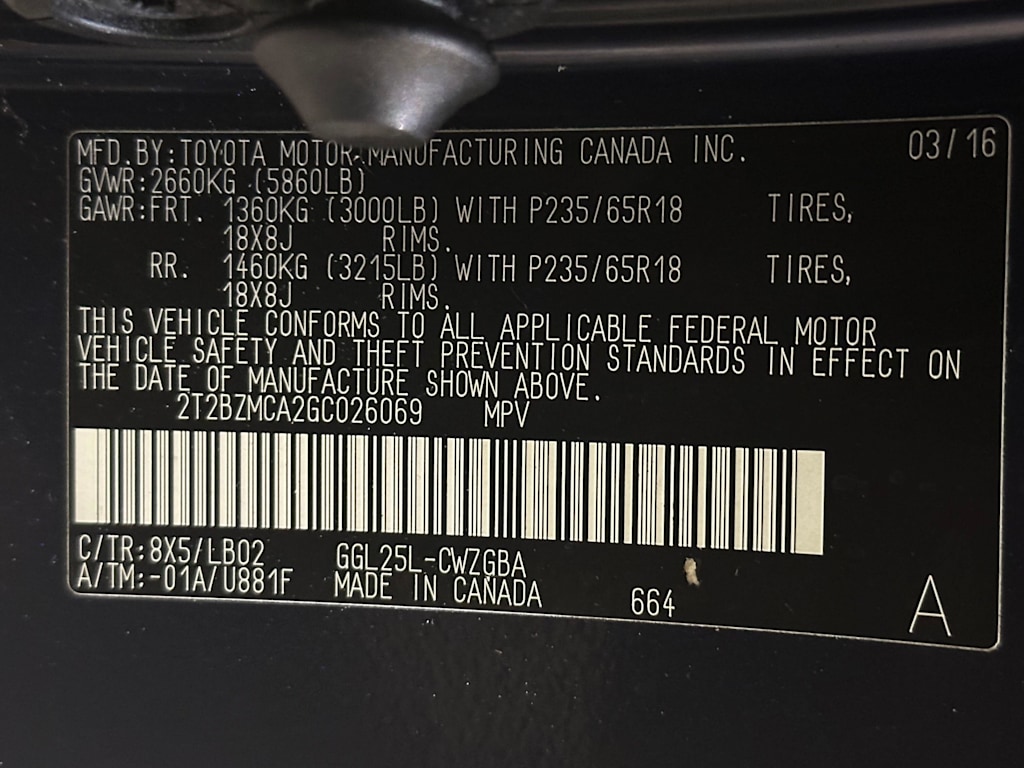 MFD.BY:TOYOTA MOTOR MANUFACTURING CANADA INC. 03/16
GVWR:2660KG (5860LB)
GAWR:FRT. 1360KG (3000LB) WITH P235/65R18 TIRES,
18X8J RIMS.
RR. 1460KG (3215LB) WITH P235/65R18 TIRES,
18X8J RIMS.
THIS VEHICLE CONFORMS TO ALL APPLICABLE FEDERAL MOTOR
VEHICLE SAFETY AND THEFT PREVENTION STANDARDS IN EFFECT ON
THE DATE OF MANUFACTURE SHOWN ABOVE.
2T2BZMCA2GC026069 MPV
C/TR:8X5/LB02 GGL25L-CWZGBA
A/TM:-01A/U881F MADE IN CANADA 664 A